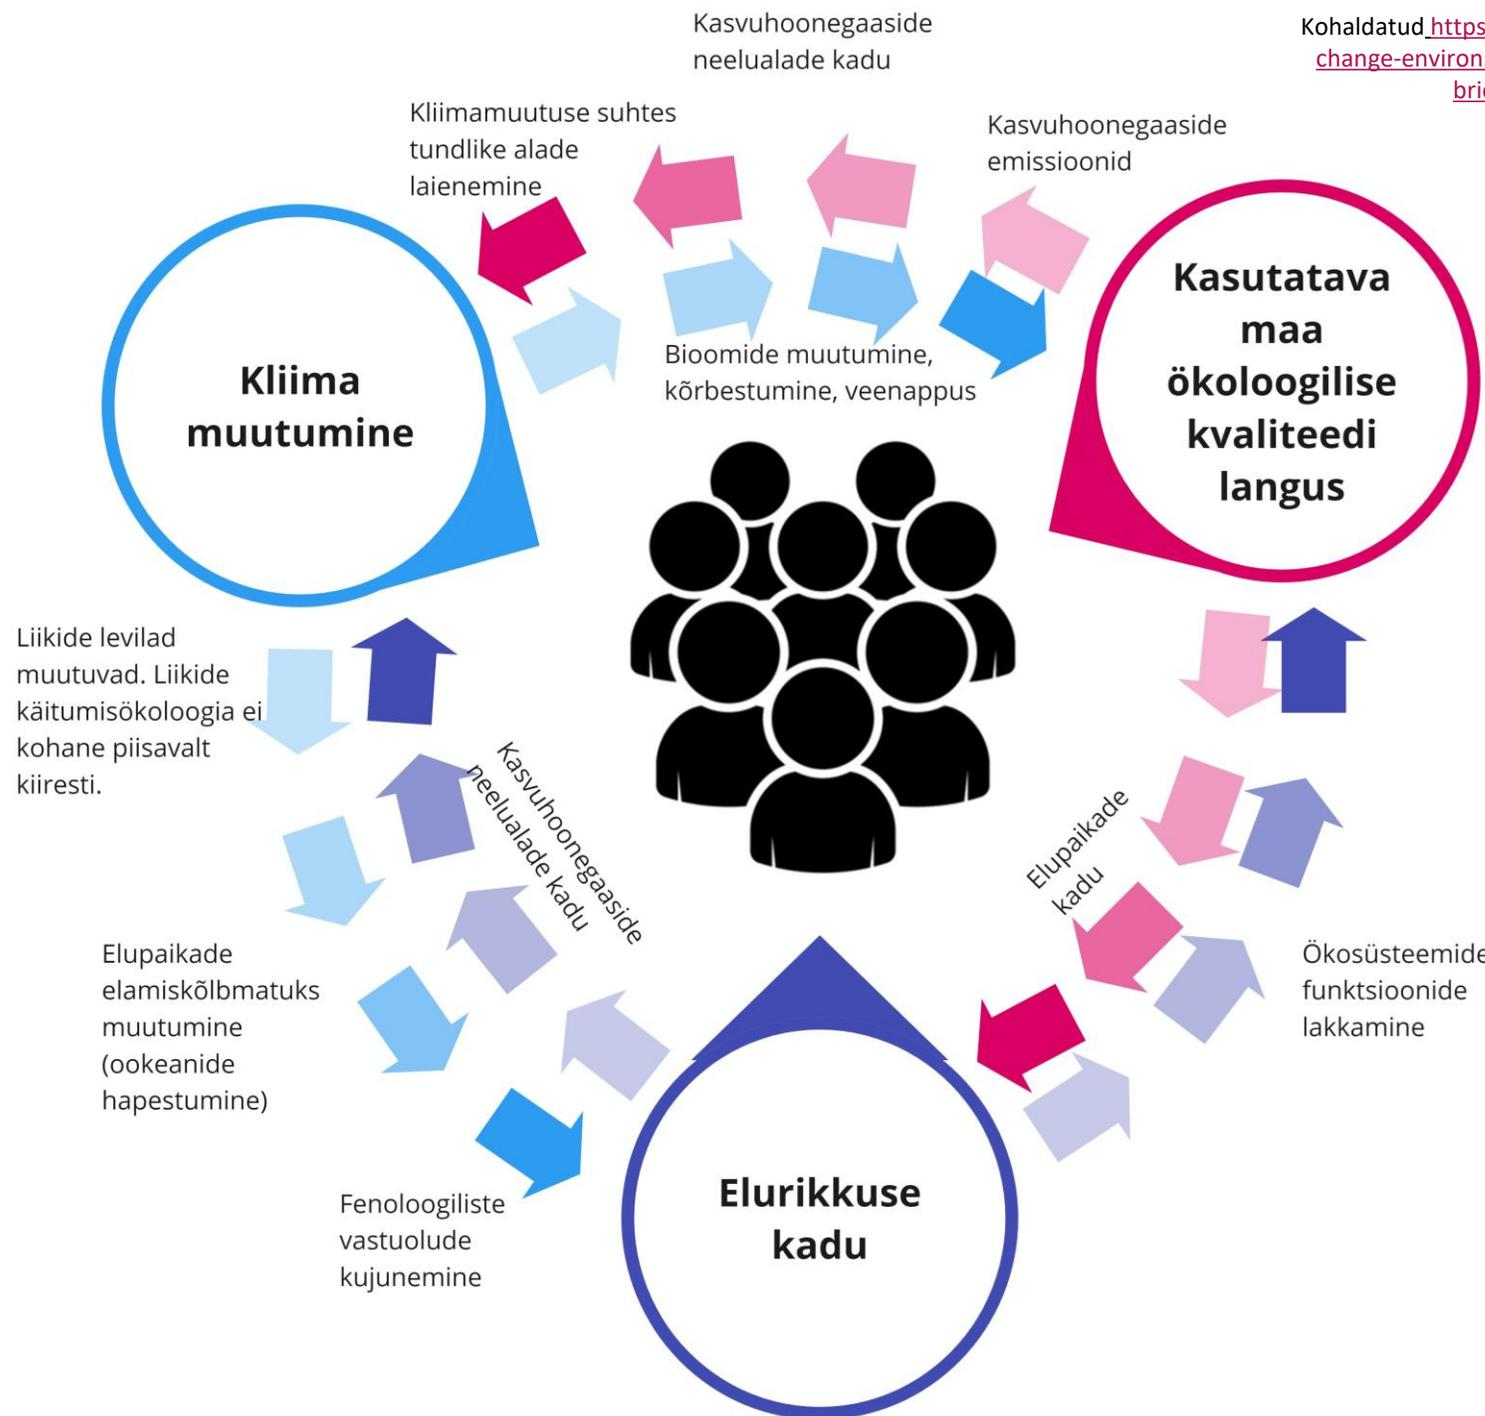 Kasvuhoonegaaside
neelualade kadu
Kohaldatud https
change-environ
brie
Kliimamuutuse suhtes
tundlike alade
laienemine
Kasvuhoonegaaside
emissioonid
Bioomide muutumine,
kõrbestumine, veenappus
Kliima
muutumine
Kasutatava
maa
ökoloogilise
kvaliteedi
langus
Liikide levilad
muutuvad. Liikide
käitumisökoloogia ei
kohane piisavalt
kiiresti.
Kasvuhoonegaaside
neelualade kadu
Elupaikade
kadu
Elupaikade
elamiskõlbmatuks
muutumine
(ookeanide
hapestumine)
Ökosüsteemide
funktsioonide
lakkamine
Fenoloogiliste
vastuolude
kujunemine
Elurikkuse
kadu